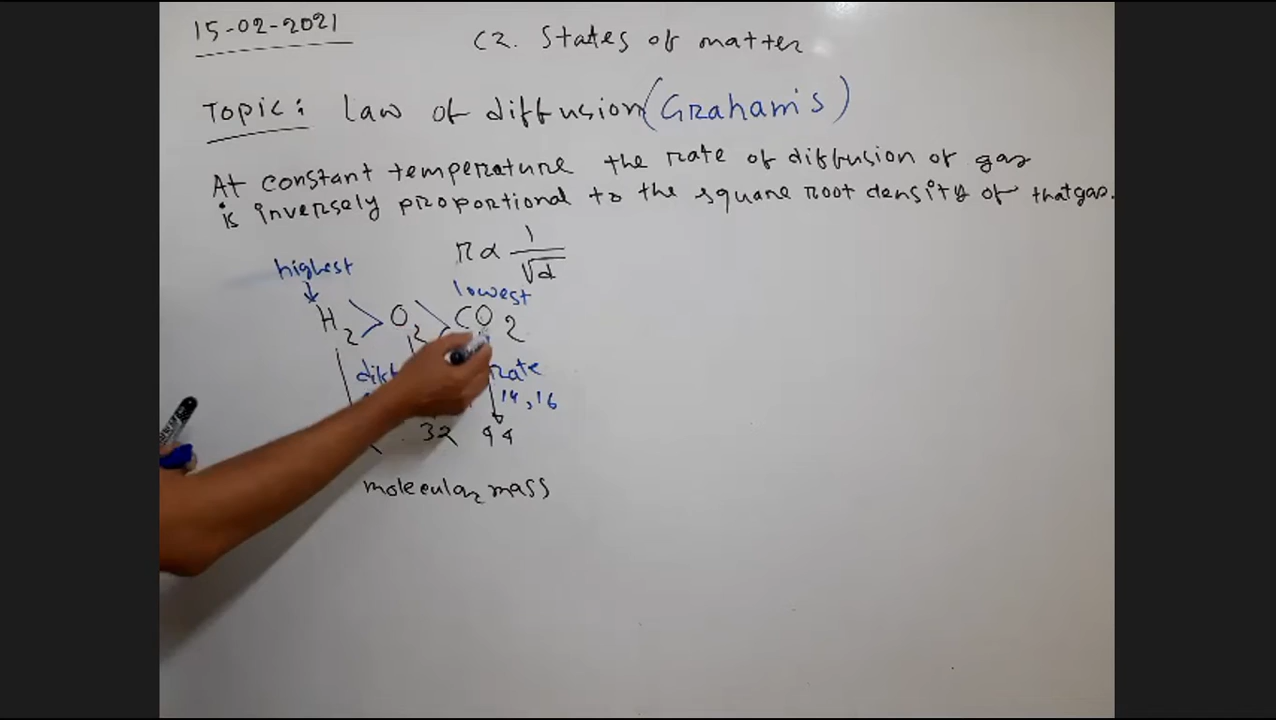 15-02-2021
C2. States of matter
Topic: Law of diffusion (Graham's)
At constant temperature the rate of diffusion of gas
is inversely proportional to the square root density of that gas.
r ∝ 1/√d
highest
lowest
H2 > O2 > CO2
rate
14, 16
32 44
molecular mass